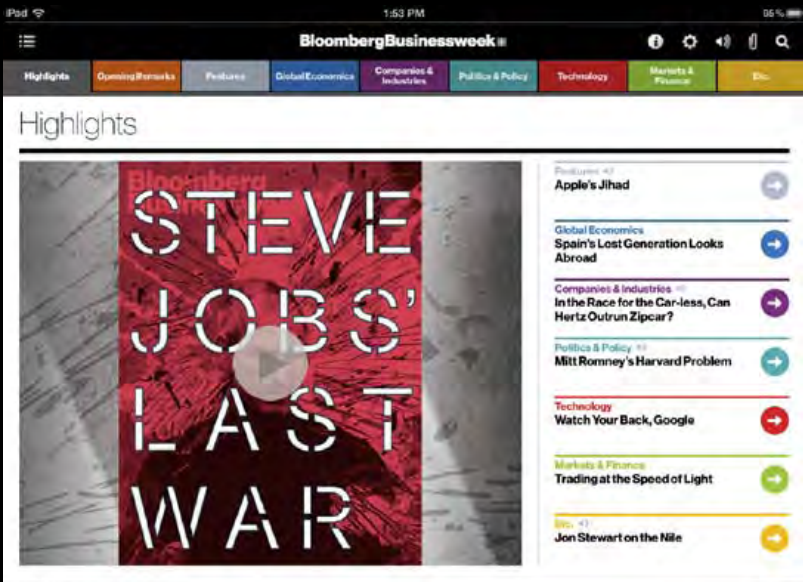 iPad 1:53 PM 95%
BloombergBusinessweek+
Highlights Opening Remarks Features Global Economics Companies & Industries Politics & Policy Technology Markets & Finance Etc.
Highlights
Bloomberg
STEVE
JOBS'
LAST
WAR
Features
Apple's Jihad
Global Economics
Spain's Lost Generation Looks
Abroad
Companies & Industries
In the Race for the Car-less, Can
Hertz Outrun Zipcar?
Politics & Policy
Mitt Romney's Harvard Problem
Technology
Watch Your Back, Google
Markets & Finance
Trading at the Speed of Light
Etc.
Jon Stewart on the Nile